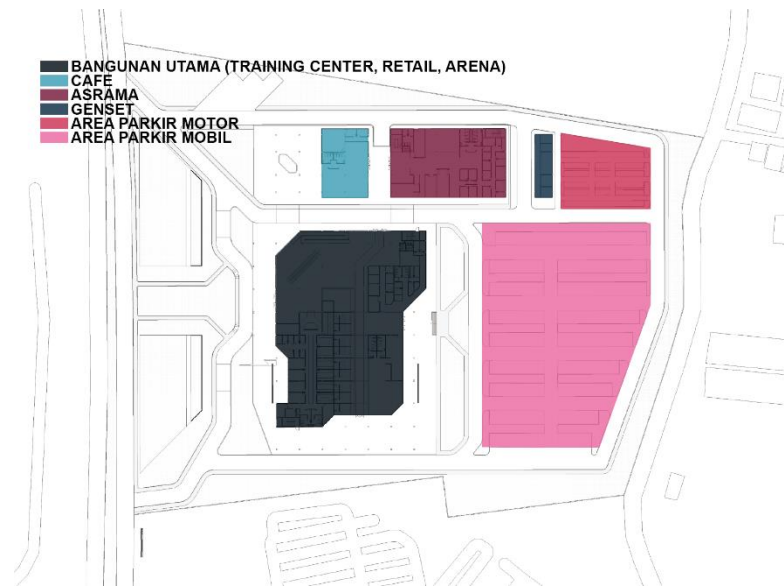 BANGUNAN UTAMA (TRAINING CENTER, RETAIL, ARENA)
CAFE
ASRAMA
GENSET
AREA PARKIR MOTOR
AREA PARKIR MOBIL